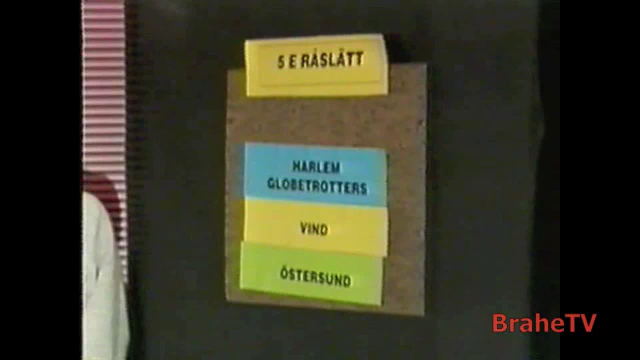 5 E RÅSLÄTT
HARLEM
GLOBETROTTERS
VIND
ÖSTERSUND
BraheTV